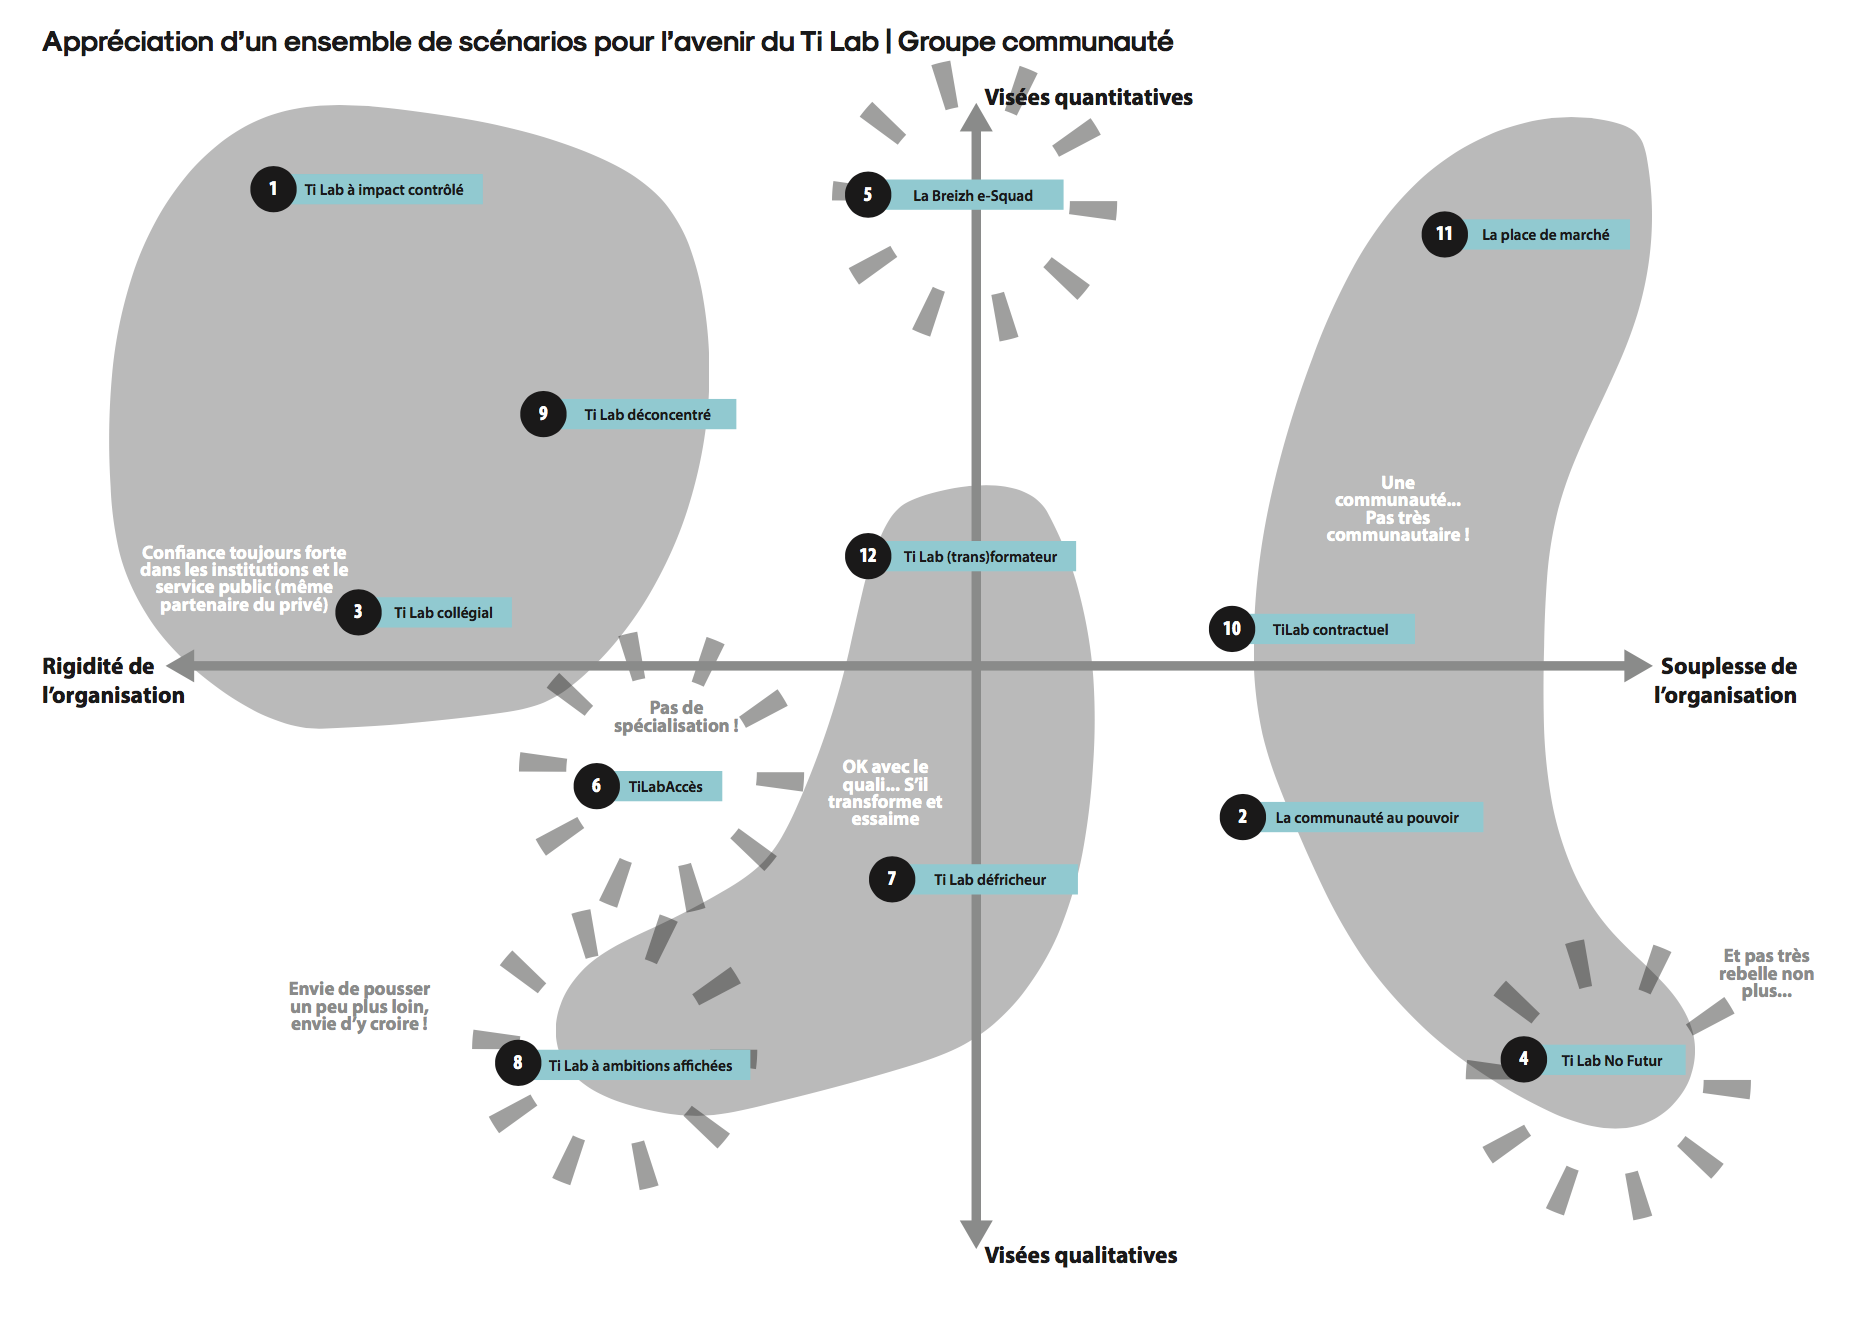 Appréciation d'un ensemble de scénarios pour l'avenir du Ti Lab | Groupe communauté
Visées quantitatives
1 Ti Lab à impact contrôlé
5 La Breizh e-Squad
11 La place de marché
9 Ti Lab déconcentré
Une
communauté...
Pas très
communautaire !
Confiance toujours forte
dans les institutions et le
service public (même
partenaire du privé)
12 Ti Lab (trans)formateur
3 Ti Lab collégial
10 TiLab contractuel
Rigidité de
l'organisation
Souplesse de
l'organisation
Pas de
spécialisation !
6 TiLabAccès
OK avec le
quali... S'il
transforme et
essaime
2 La communauté au pouvoir
7 Ti Lab défricheur
Envie de pousser
un peu plus loin,
envie d'y croire !
Et pas très
rebelle non
plus...
8 Ti Lab à ambitions affichées
4 Ti Lab No Futur
Visées qualitatives